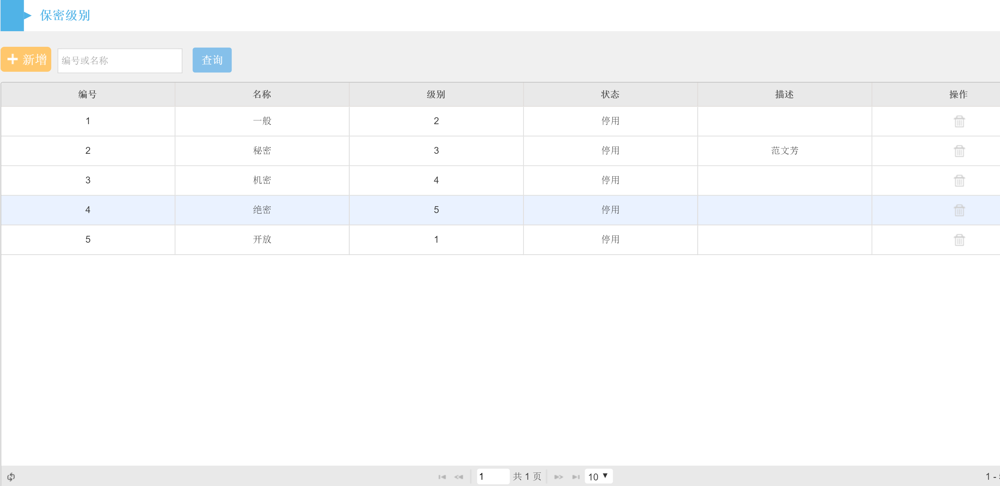 保密级别
新增 编号或名称 查询
编号 名称 级别 状态 描述 操作
1 一般 2 停用
2 秘密 3 停用 范文芳
3 机密 4 停用
4 绝密 5 停用
5 开放 1 停用
1 共 1 页 10 1 -